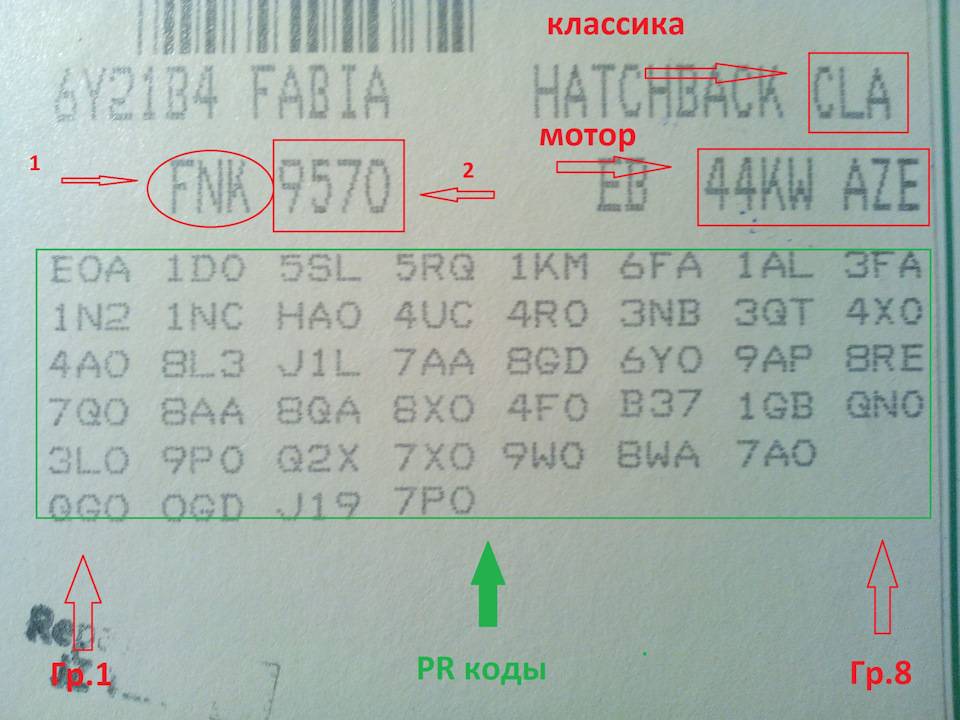 классика
6Y21B4 FABIA HATCHBACK CLA
мотор
1 FNK 9570 2 EB 44KW AZE
E0A 1D0 5SL 5RQ 1KM 6FA 1AL 3FA
1N2 1NC HA0 4UC 4R0 3NB 3QT 4X0
4A0 8L3 J1L 7AA 8GD 6Y0 9AP 8RE
7Q0 8AA 8QA 8X0 4F0 B37 1GB QN0
3L0 9P0 Q2X 7X0 9W0 8WA 7A0
QG0 0GD J19 7P0
Гр.1 PR коды Гр.8